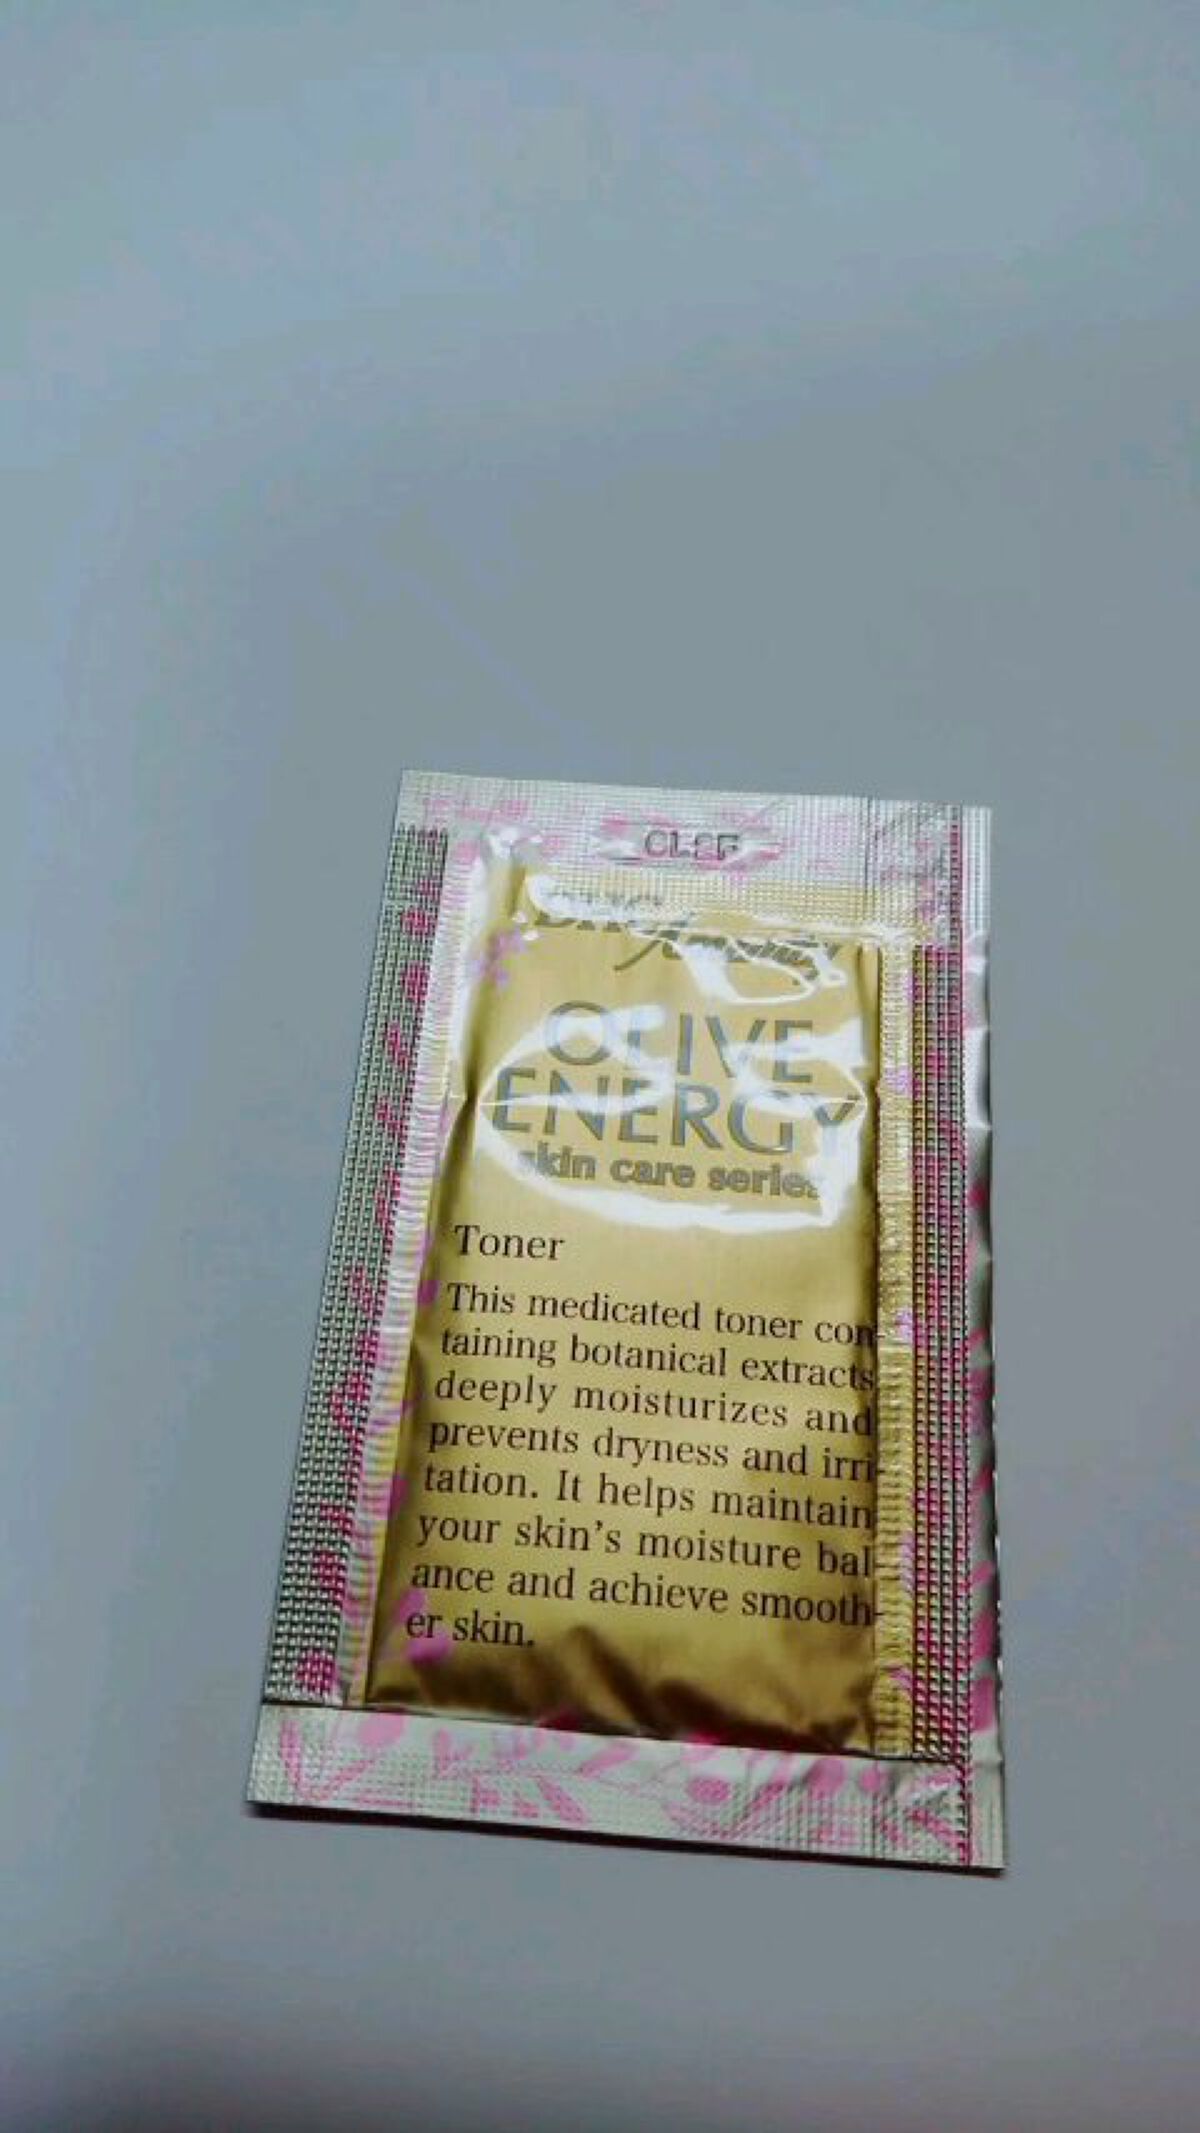 OLIVE
ENERGY
skin care series
Toner
This medicated toner con-
taining botanical extracts
deeply moisturizes and
prevents dryness and irri-
tation. It helps maintain
your skin's moisture bal-
ance and achieve smooth-
er skin.